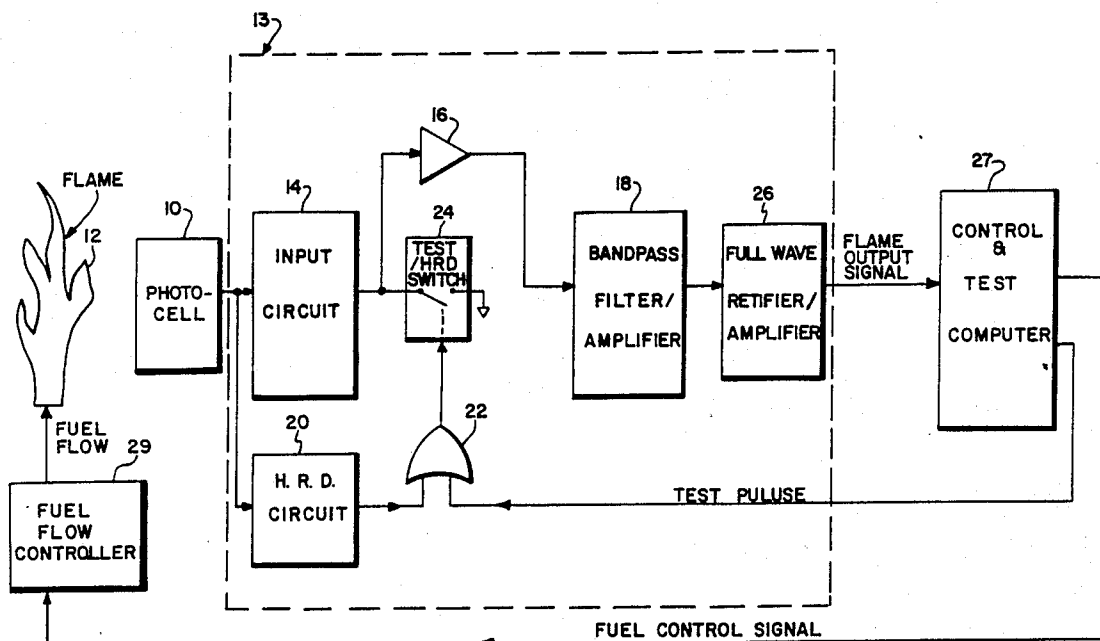 13
16
FLAME
12
10
PHOTO-
CELL
14
INPUT
CIRCUIT
24
TEST
/HRD
SWITCH
18
BANDPASS
FILTER/
AMPLIFIER
26
FULL WAVE
RETIFIER/
AMPLIFIER
FLAME
OUTPUT
SIGNAL
27
CONTROL
&
TEST
COMPUTER
FUEL
FLOW
29
FUEL
FLOW
CONTROLLER
20
H. R. D.
CIRCUIT
22
TEST PULUSE
FUEL CONTROL SIGNAL